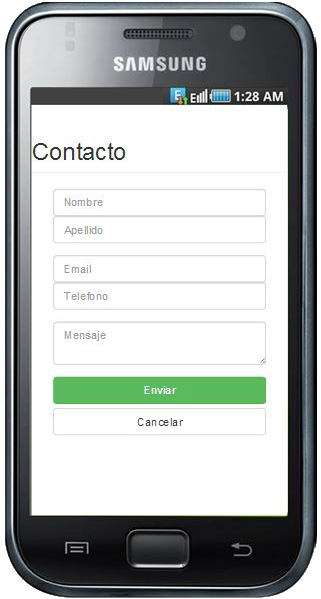 SAMSUNG
E 1:28 AM
Contacto
Nombre
Apellido
Email
Telefono
Mensaje
Enviar
Cancelar